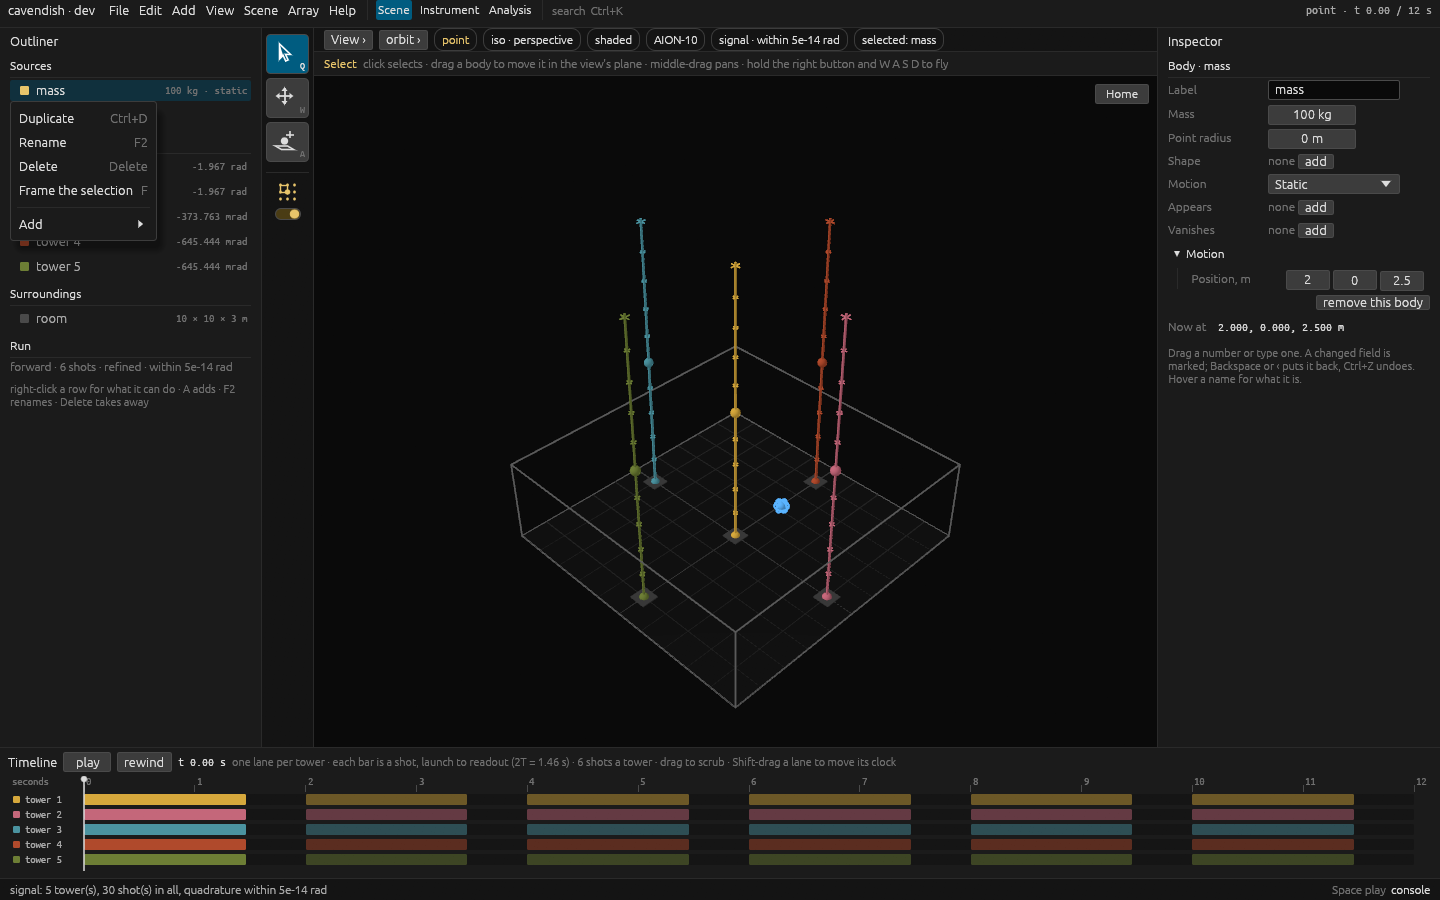 cavendish · dev File Edit Add View Scene Array Help Scene Instrument Analysis search Ctrl+K point · t 0.00 / 12 s
Outliner
Sources
mass 100 kg · static
Duplicate Ctrl+D
Rename F2
Delete Delete
Frame the selection F
Add
-1.967 rad
-1.967 rad
-373.763 mrad
tower 4 -645.444 mrad
tower 5 -645.444 mrad
Surroundings
room 10 × 10 × 3 m
Run
forward · 6 shots · refined · within 5e-14 rad
right-click a row for what it can do · A adds · F2
renames · Delete takes away
Q
W
A
View › orbit › point iso · perspective shaded AION-10 signal · within 5e-14 rad selected: mass
Select click selects · drag a body to move it in the view's plane · middle-drag pans · hold the right button and W A S D to fly
Home
Inspector
Body · mass
Label mass
Mass 100 kg
Point radius 0 m
Shape none add
Motion Static
Appears none add
Vanishes none add
Motion
Position, m 2 0 2.5
remove this body
Now at 2.000, 0.000, 2.500 m
Drag a number or type one. A changed field is
marked; Backspace or ‹ puts it back, Ctrl+Z undoes.
Hover a name for what it is.
Timeline play rewind t 0.00 s one lane per tower · each bar is a shot, launch to readout (2T = 1.46 s) · 6 shots a tower · drag to scrub · Shift-drag a lane to move its clock
seconds 0 1 2 3 4 5 6 7 8 9 10 11 12
tower 1
tower 2
tower 3
tower 4
tower 5
signal: 5 tower(s), 30 shot(s) in all, quadrature within 5e-14 rad Space play console